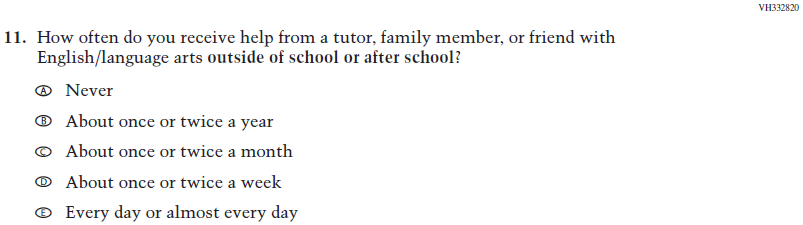 VH332820
11. How often do you receive help from a tutor, family member, or friend with
English/language arts outside of school or after school?
A Never
B About once or twice a year
C About once or twice a month
D About once or twice a week
E Every day or almost every day